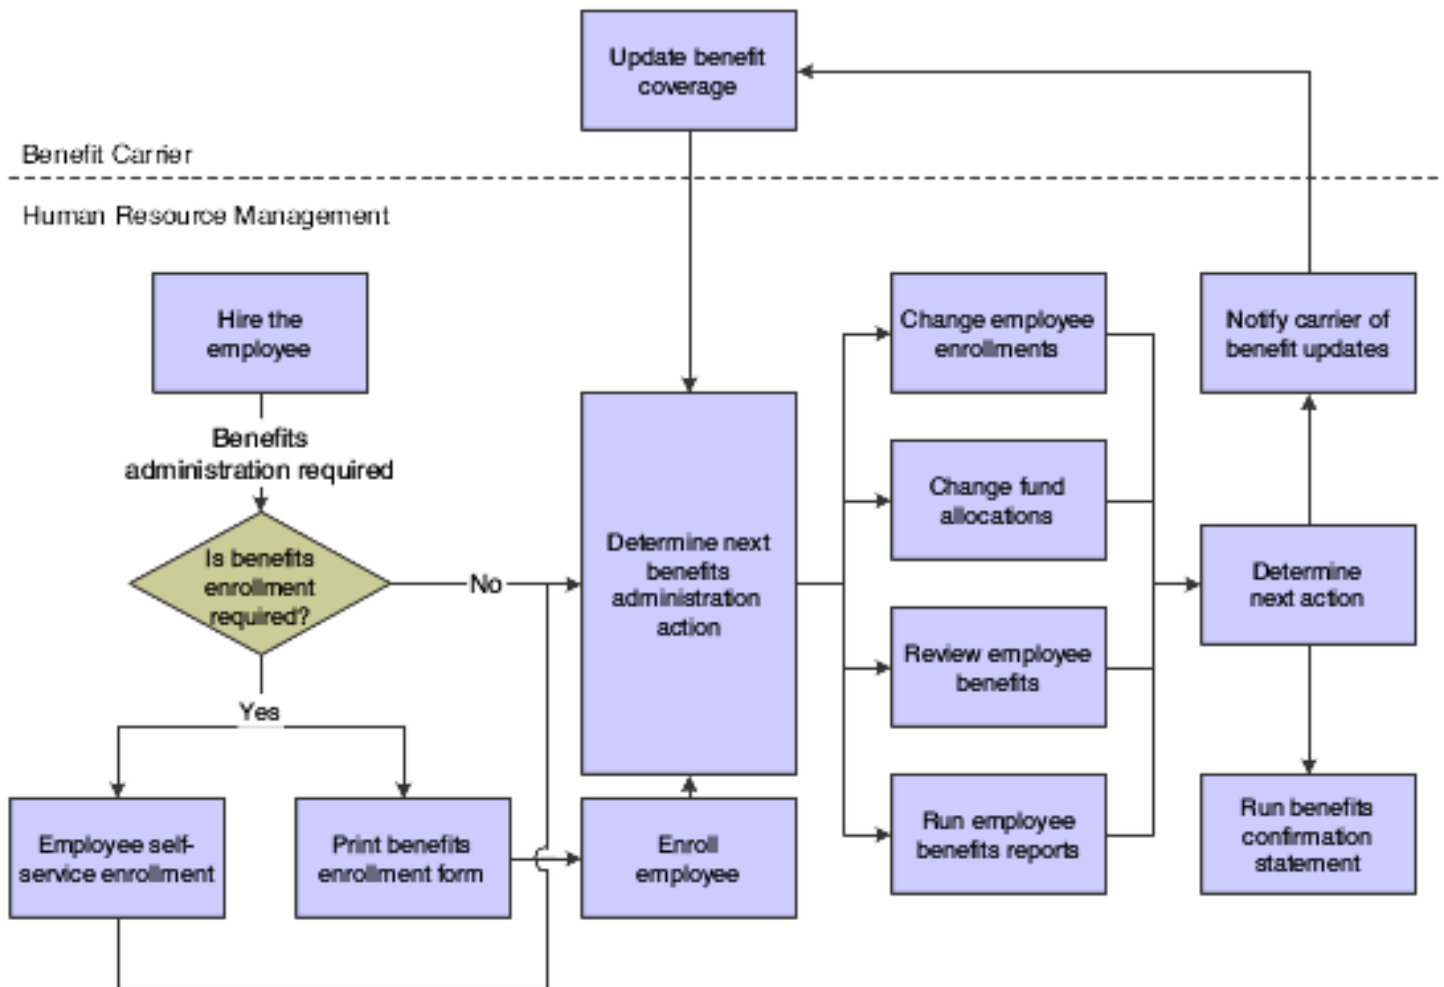 Update benefit
coverage
Benefit Carrier
Human Resource Management
Hire the
employee
Benefits
administration required
Is benefits
enrollment
required?
No
Yes
Employee self-
service enrollment
Print benefits
enrollment form
Enroll
employee
Determine next
benefits
administration
action
Change employee
enrollments
Change fund
allocations
Review employee
benefits
Run employee
benefits reports
Notify carrier of
benefit updates
Determine
next action
Run benefits
confirmation
statement